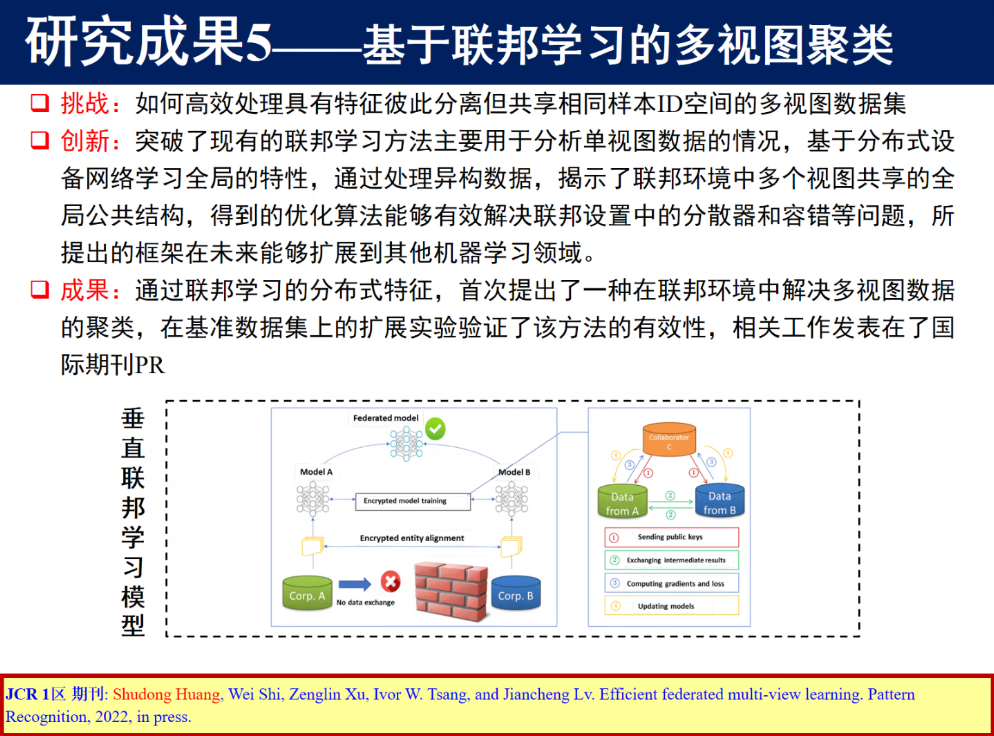 研究成果5——基于联邦学习的多视图聚类
❑ 挑战：如何高效处理具有特征彼此分离但共享相同样本ID空间的多视图数据集
❑ 创新：突破了现有的联邦学习方法主要用于分析单视图数据的情况，基于分布式设
备网络学习全局的特性，通过处理异构数据，揭示了联邦环境中多个视图共享的全
局公共结构，得到的优化算法能够有效解决联邦设置中的分散器和容错等问题，所
提出的框架在未来能够扩展到其他机器学习领域。
❑ 成果：通过联邦学习的分布式特征，首次提出了一种在联邦环境中解决多视图数据
的聚类，在基准数据集上的扩展实验验证了该方法的有效性，相关工作发表在了国
际期刊PR
垂
直
联
邦
学
习
模
型
Federated model
Model A
Model B
Encrypted model training
Encrypted entity alignment
Corp. A
No data exchange
Corp. B
Collaborator
C
④ ③ ① ① ③ ④
Data
from A
② ②
Data
from B
① Sending public keys
② Exchanging intermediate results
③ Computing gradients and loss
④ Updating models
JCR 1区 期刊: Shudong Huang, Wei Shi, Zenglin Xu, Ivor W. Tsang, and Jiancheng Lv. Efficient federated multi-view learning. Pattern
Recognition, 2022, in press.